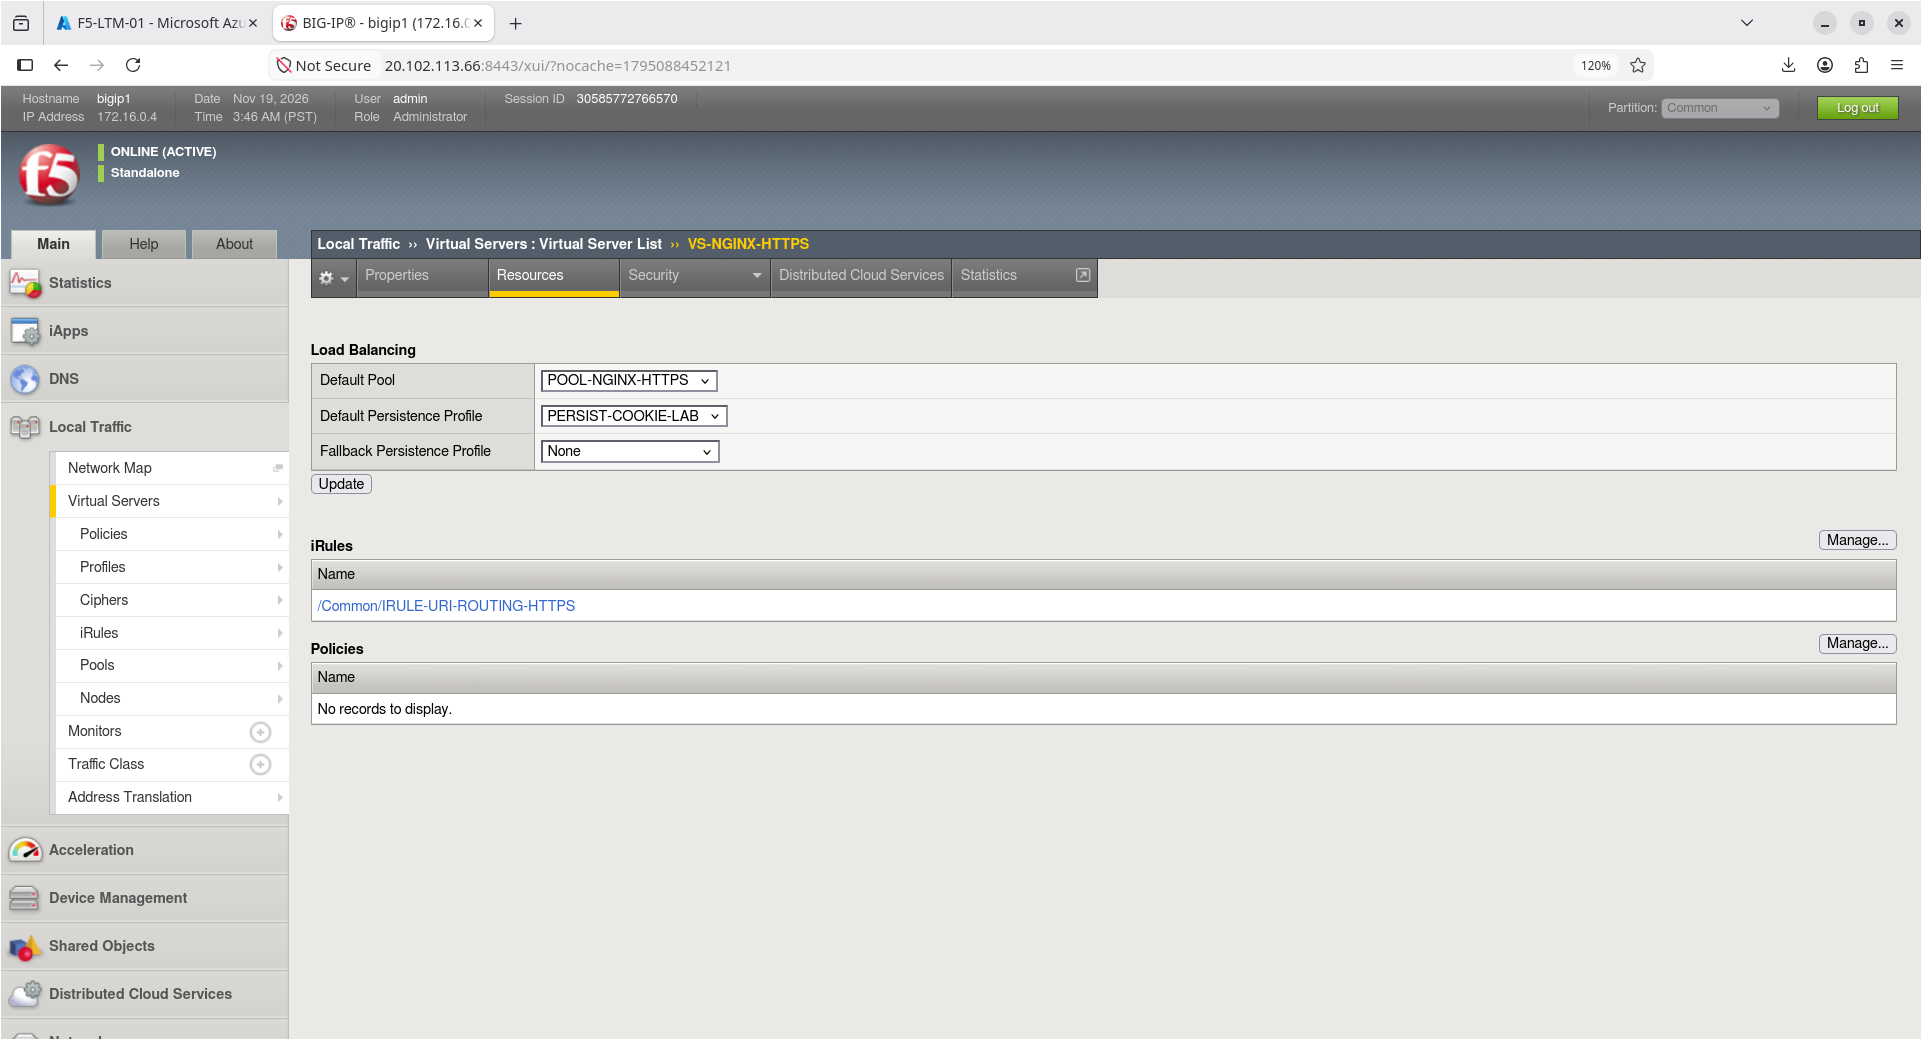 F5-LTM-01 - Microsoft Azu
BIG-IP® - bigip1 (172.16.0
Not Secure 20.102.113.66:8443/xui/?nocache=1795088452121 120%
Hostname bigip1 Date Nov 19, 2026 User admin Session ID 30585772766570
IP Address 172.16.0.4 Time 3:46 AM (PST) Role Administrator
Partition: Common Log out
f5
ONLINE (ACTIVE)
Standalone
Main Help About
Local Traffic ›› Virtual Servers : Virtual Server List ›› VS-NGINX-HTTPS
Properties Resources Security Distributed Cloud Services Statistics
Statistics
iApps
DNS
Local Traffic
Network Map
Virtual Servers
Policies
Profiles
Ciphers
iRules
Pools
Nodes
Monitors
Traffic Class
Address Translation
Acceleration
Device Management
Shared Objects
Distributed Cloud Services
Load Balancing
Default Pool POOL-NGINX-HTTPS
Default Persistence Profile PERSIST-COOKIE-LAB
Fallback Persistence Profile None
Update
iRules Manage...
Name
/Common/IRULE-URI-ROUTING-HTTPS
Policies Manage...
Name
No records to display.